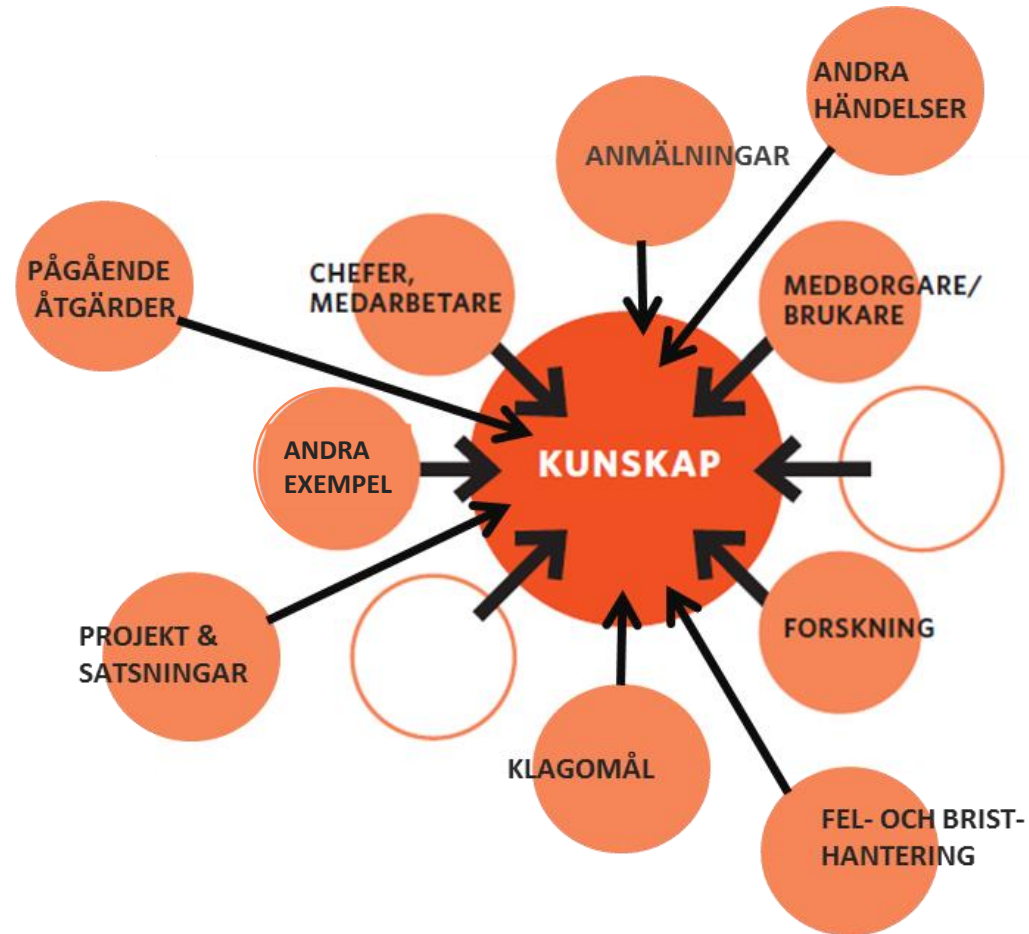 ANDRA
HÄNDELSER
ANMÄLNINGAR
PÅGÅENDE
ÅTGÄRDER
CHEFER,
MEDARBETARE
MEDBORGARE/
BRUKARE
ANDRA
EXEMPEL
KUNSKAP
PROJEKT &
SATSNINGAR
FORSKNING
KLAGOMÅL
FEL- OCH BRIST-
HANTERING